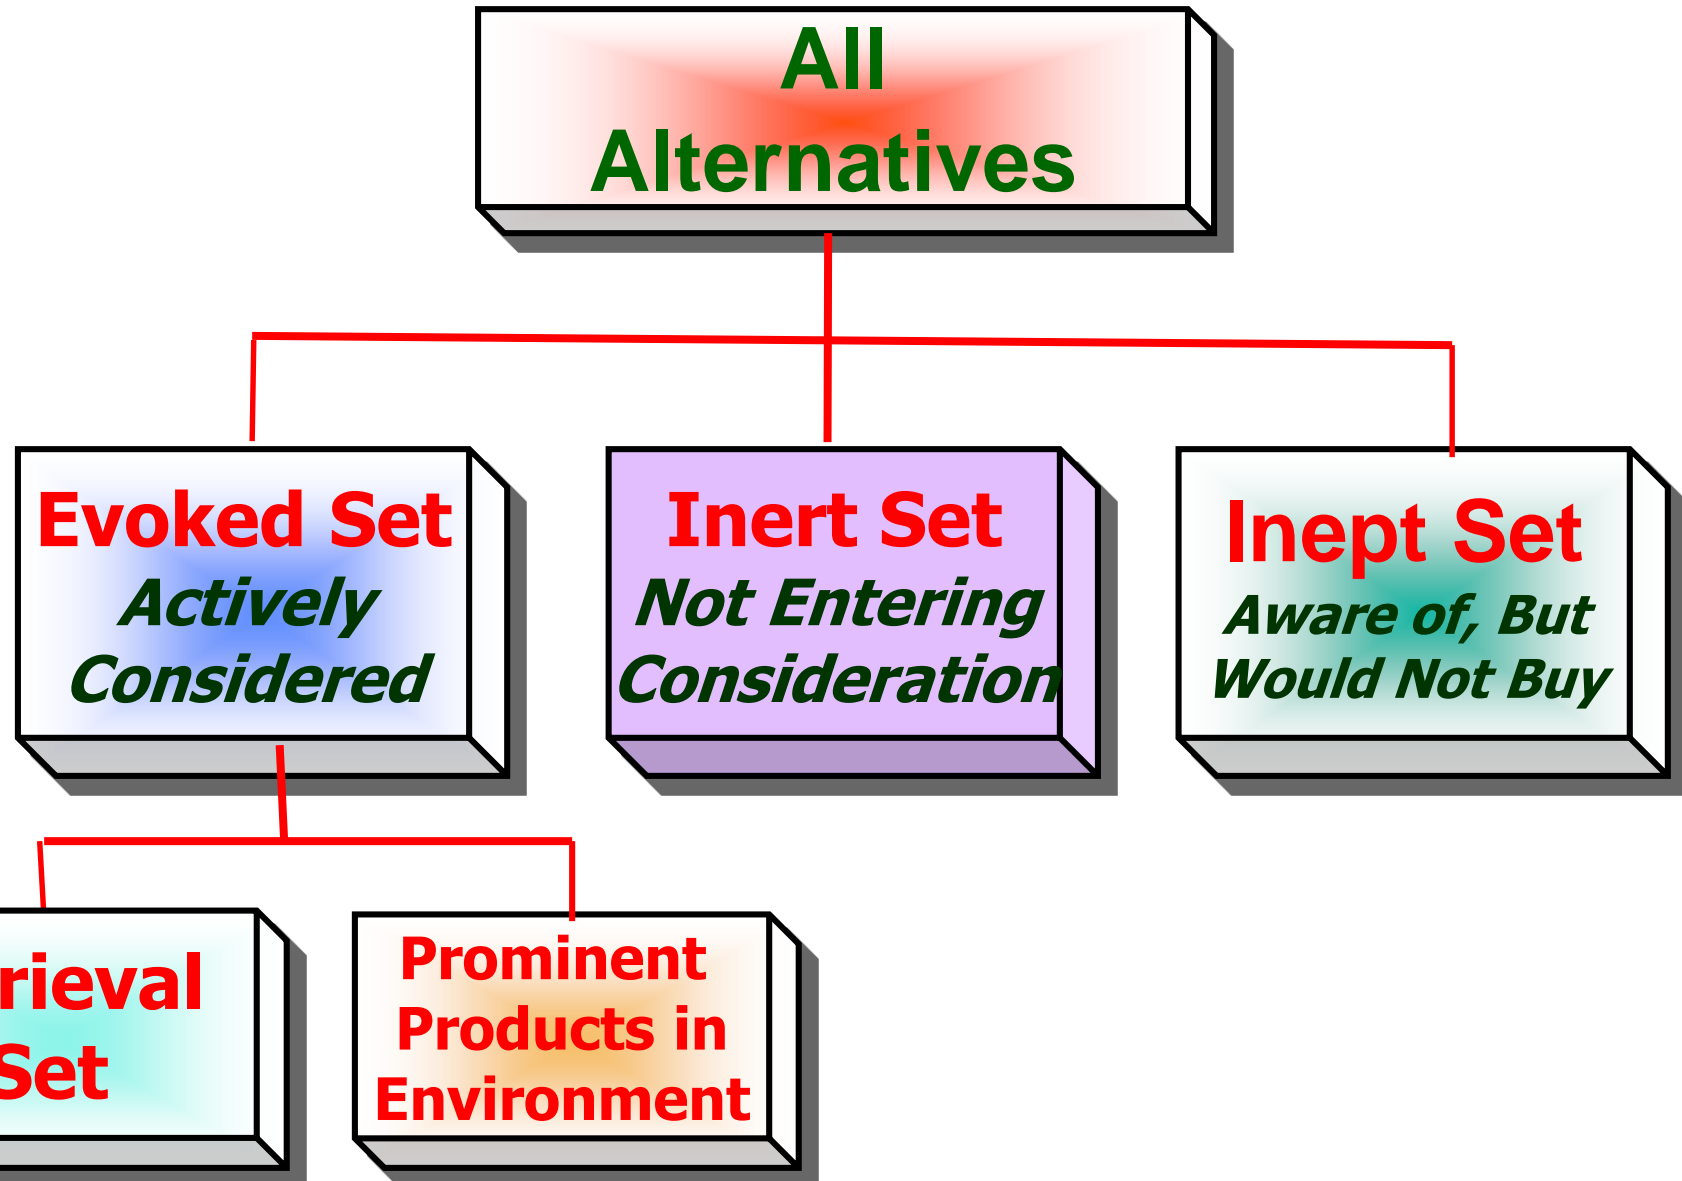 All
Alternatives
Evoked Set
Actively
Considered
Inert Set
Not Entering
Consideration
Inept Set
Aware of, But
Would Not Buy
rieval
Set
Prominent
Products in
Environment